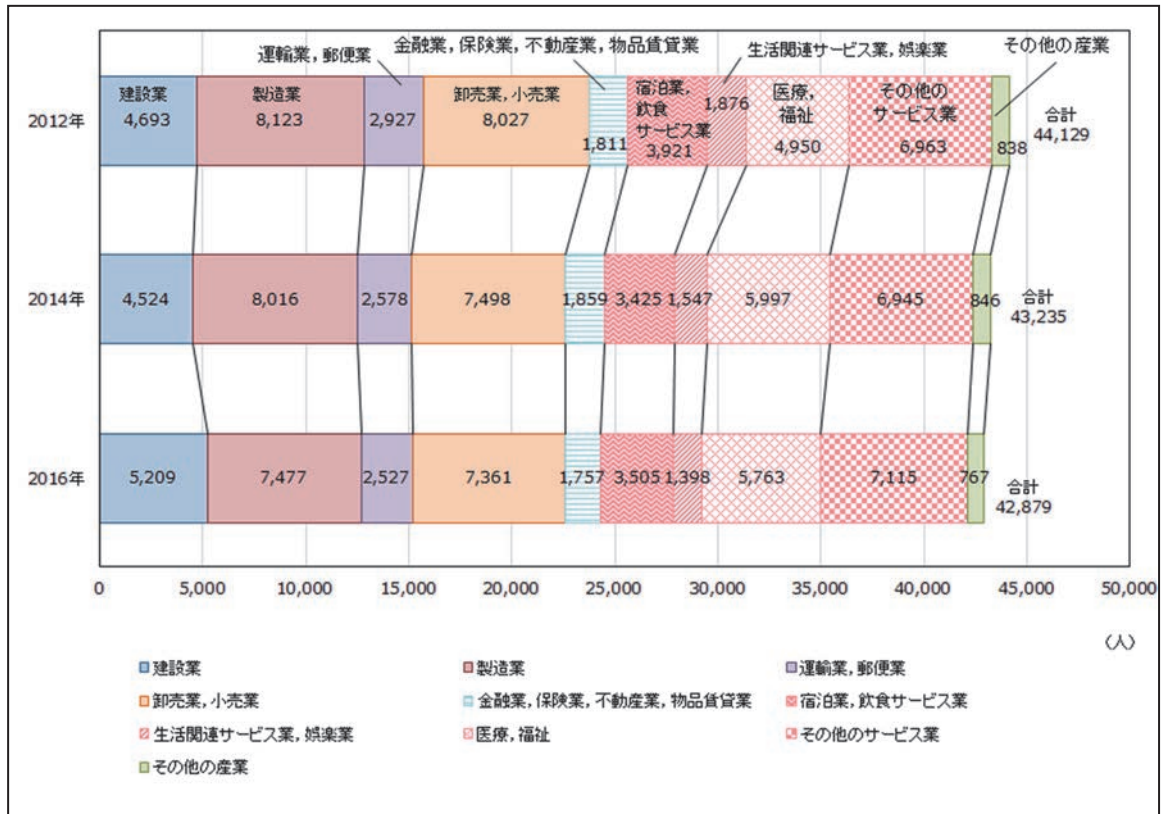 運輸業，郵便業
金融業，保険業，不動産業，物品賃貸業
生活関連サービス業，娯楽業
その他の産業
2012年
建設業
4,693
製造業
8,123
2,927
卸売業，小売業
8,027
1,811
宿泊業，
飲食
サービス業
3,921
1,876
医療，
福祉
4,950
その他の
サービス業
6,963
838
合計
44,129
2014年
4,524
8,016
2,578
7,498
1,859
3,425
1,547
5,997
6,945
846
合計
43,235
2016年
5,209
7,477
2,527
7,361
1,757
3,505
1,398
5,763
7,115
767
合計
42,879
0 5,000 10,000 15,000 20,000 25,000 30,000 35,000 40,000 45,000 50,000
（人）
建設業 製造業 運輸業，郵便業
卸売業，小売業 金融業，保険業，不動産業，物品賃貸業 宿泊業，飲食サービス業
生活関連サービス業，娯楽業 医療，福祉 その他のサービス業
その他の産業